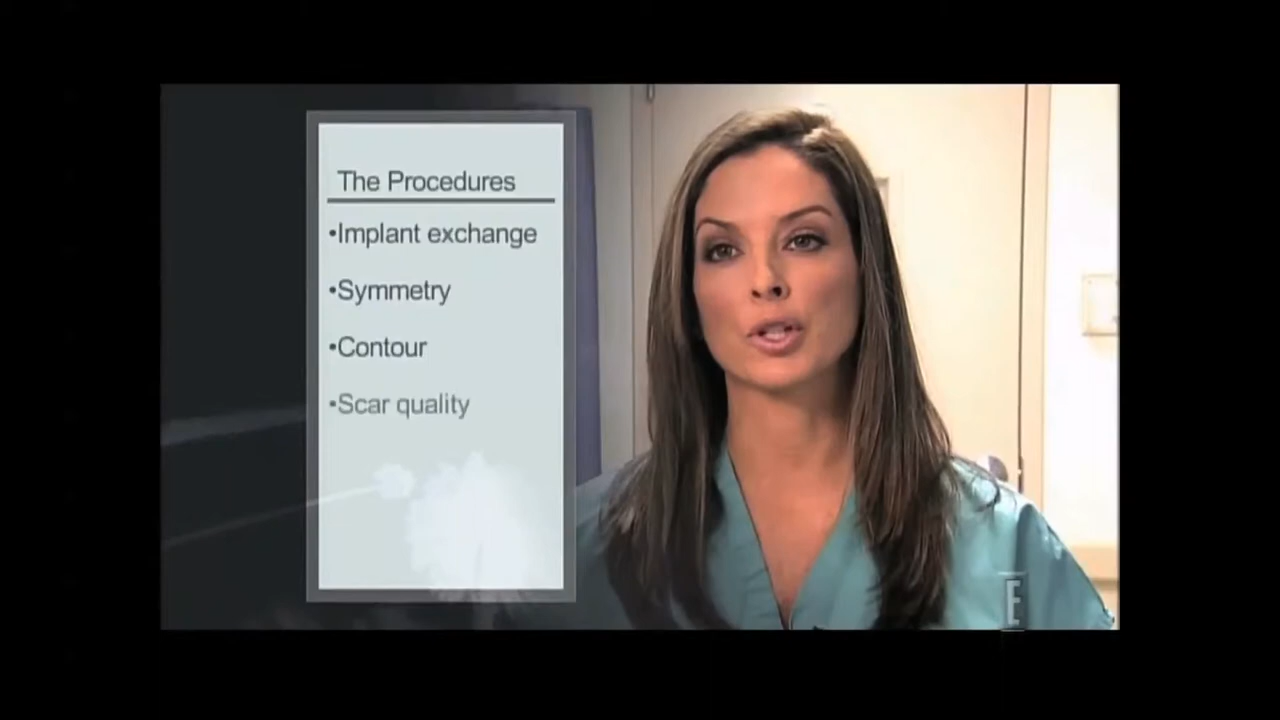 The Procedures
•Implant exchange
•Symmetry
•Contour
•Scar quality
E